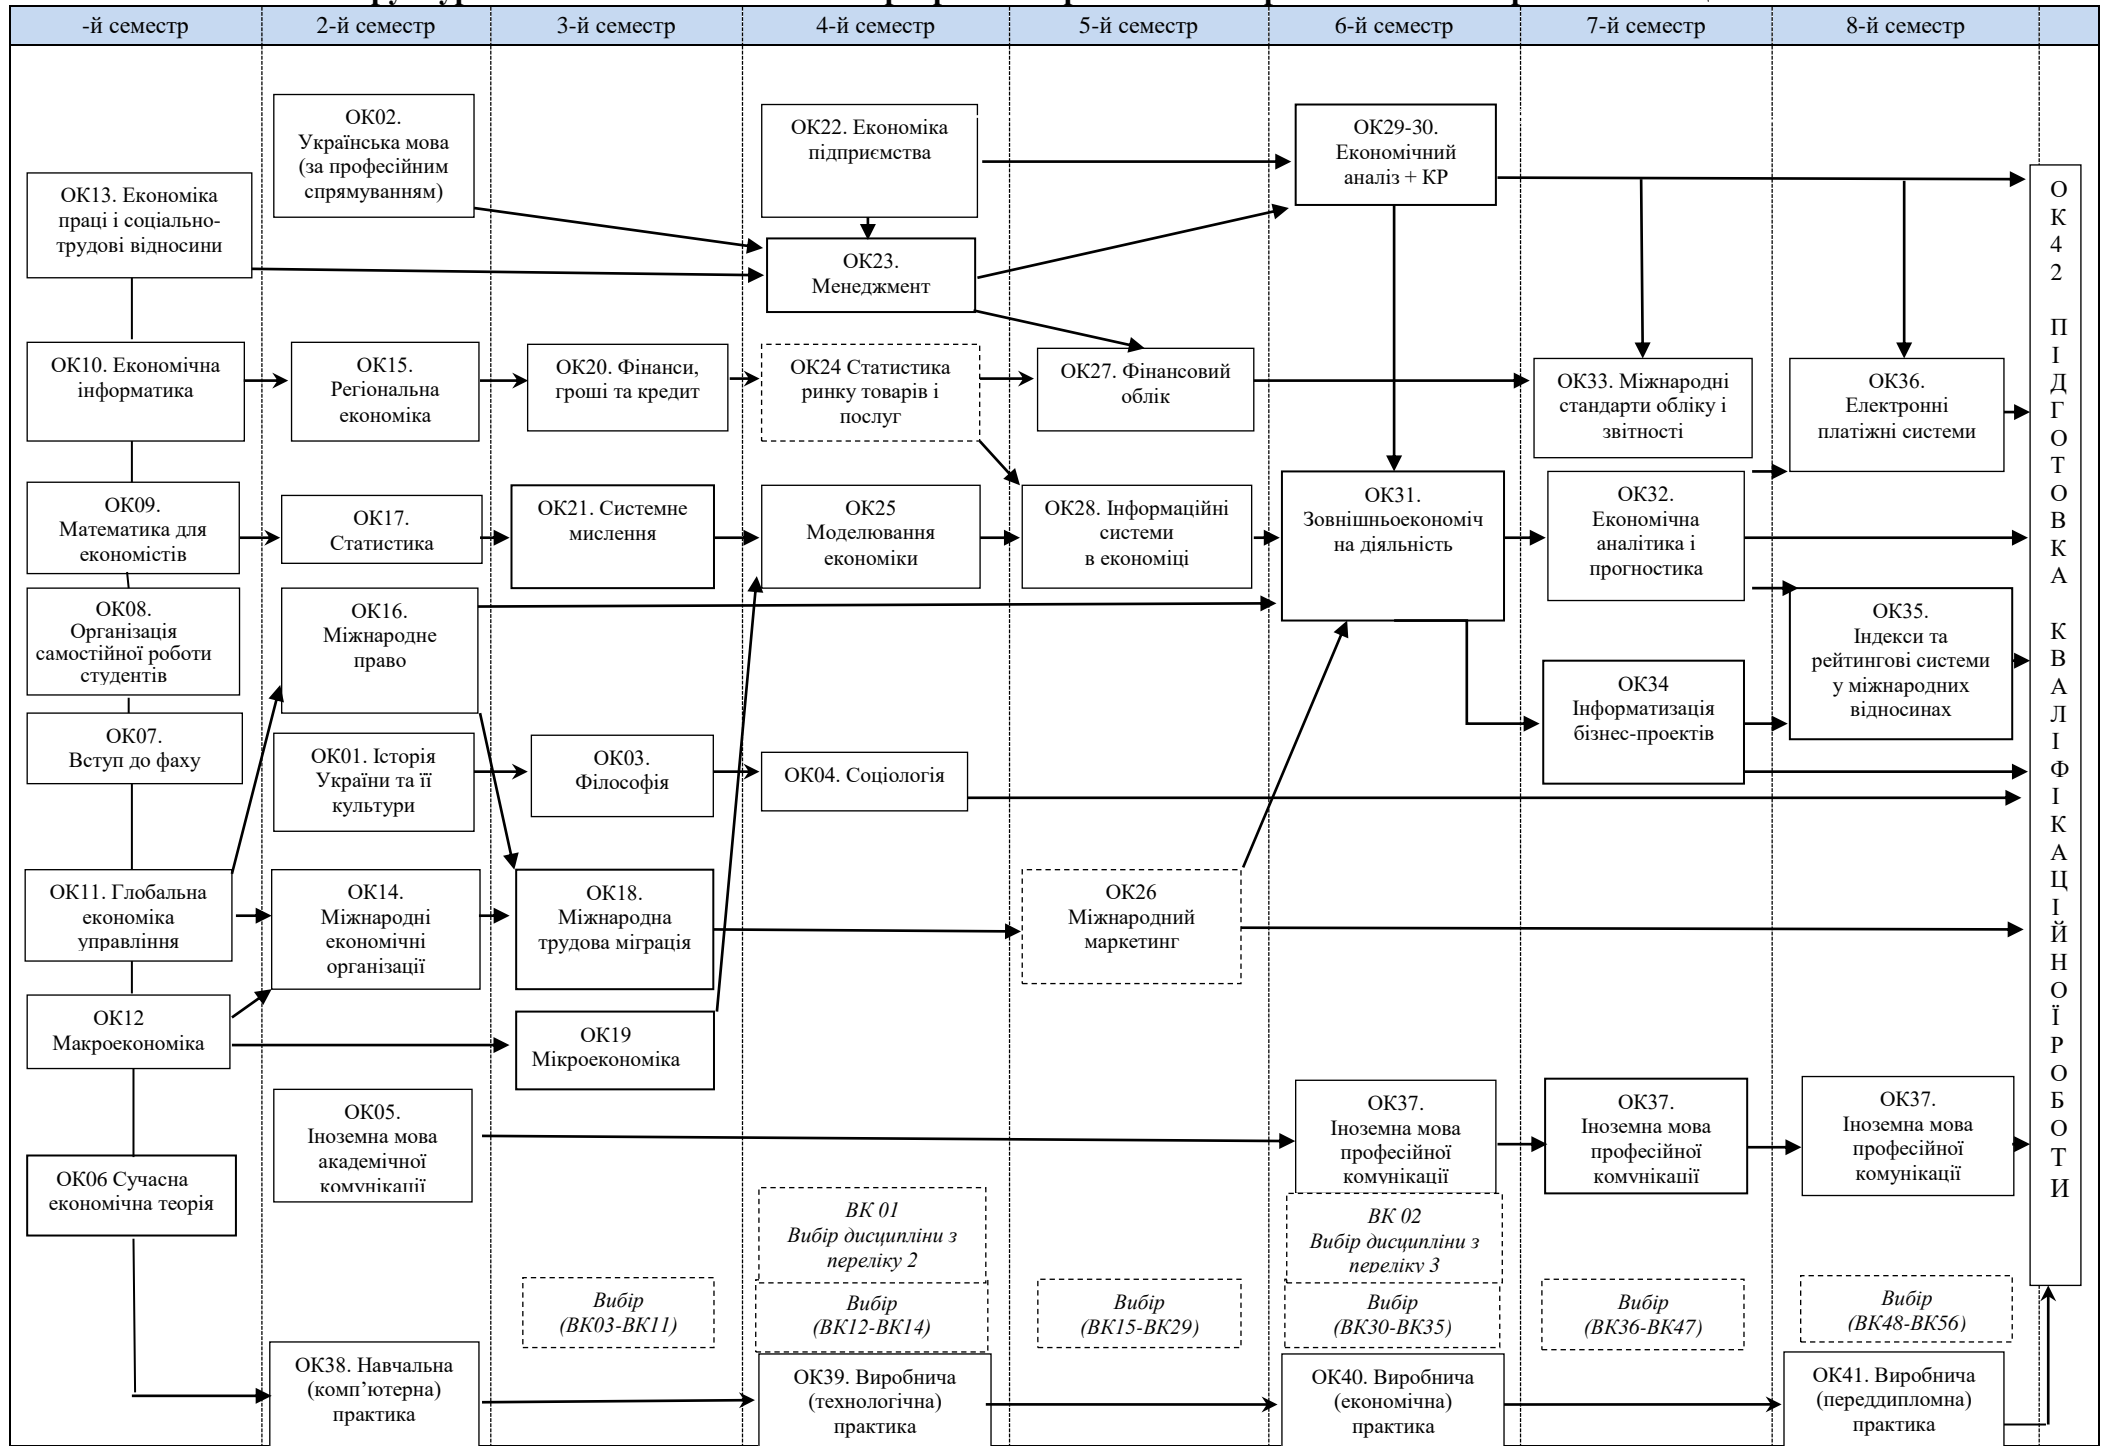 -й семестр
2-й семестр
3-й семестр
4-й семестр
5-й семестр
6-й семестр
7-й семестр
8-й семестр
ОК13. Економіка
праці і соціально-
трудові відносини
ОК10. Економічна
інформатика
ОК09.
Математика для
економістів
ОК08.
Організація
самостійної роботи
студентів
ОК07.
Вступ до фаху
ОК11. Глобальна
економіка
управління
ОК12
Макроекономіка
ОК06 Сучасна
економічна теорія
ОК02.
Українська мова
(за професійним
спрямуванням)
ОК15.
Регіональна
економіка
ОК17.
Статистика
ОК16.
Міжнародне
право
ОК01. Історія
України та її
культури
ОК14.
Міжнародні
економічні
організації
ОК05.
Іноземна мова
академічної
комунікації
ОК38. Навчальна
(комп’ютерна)
практика
ОК20. Фінанси,
гроші та кредит
ОК21. Системне
мислення
ОК03.
Філософія
ОК18.
Міжнародна
трудова міграція
ОК19
Мікроекономіка
Вибір
(ВК03-ВК11)
ОК22. Економіка
підприємства
ОК23.
Менеджмент
ОК24 Статистика
ринку товарів і
послуг
ОК25
Моделювання
економіки
ОК04. Соціологія
ВК 01
Вибір дисципліни з
переліку 2
Вибір
(ВК12-ВК14)
ОК39. Виробнича
(технологічна)
практика
ОК27. Фінансовий
облік
ОК28. Інформаційні
системи
в економіці
ОК26
Міжнародний
маркетинг
Вибір
(ВК15-ВК29)
ОК29-30.
Економічний
аналіз + КР
ОК31.
Зовнішньоекономіч
на діяльність
ОК37.
Іноземна мова
професійної
комунікації
ВК 02
Вибір дисципліни з
переліку 3
Вибір
(ВК30-ВК35)
ОК40. Виробнича
(економічна)
практика
ОК33. Міжнародні
стандарти обліку і
звітності
ОК32.
Економічна
аналітика і
прогностика
ОК34
Інформатизація
бізнес-проектів
ОК37.
Іноземна мова
професійної
комунікації
Вибір
(ВК36-ВК47)
ОК36.
Електронні
платіжні системи
ОК35.
Індекси та
рейтингові системи
у міжнародних
відносинах
ОК37.
Іноземна мова
професійної
комунікації
Вибір
(ВК48-ВК56)
ОК41. Виробнича
(переддипломна)
практика
О
К
4
2
П
І
Д
Г
О
Т
О
В
К
А
К
В
А
Л
І
Ф
І
К
А
Ц
І
Й
Н
О
Ї
Р
О
Б
О
Т
И